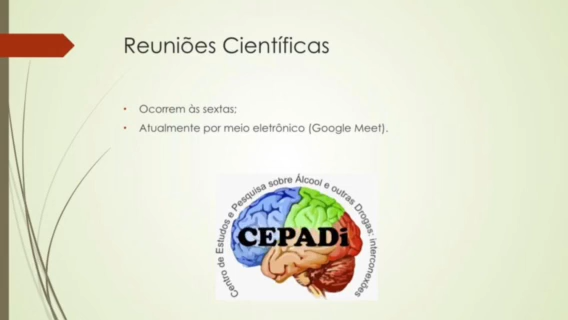 Reuniões Científicas
Ocorrem às sextas;
Atualmente por meio eletrônico (Google Meet).
Centro de Estudos e Pesquisa sobre Álcool e outras Drogas: interconexões
CEPADi